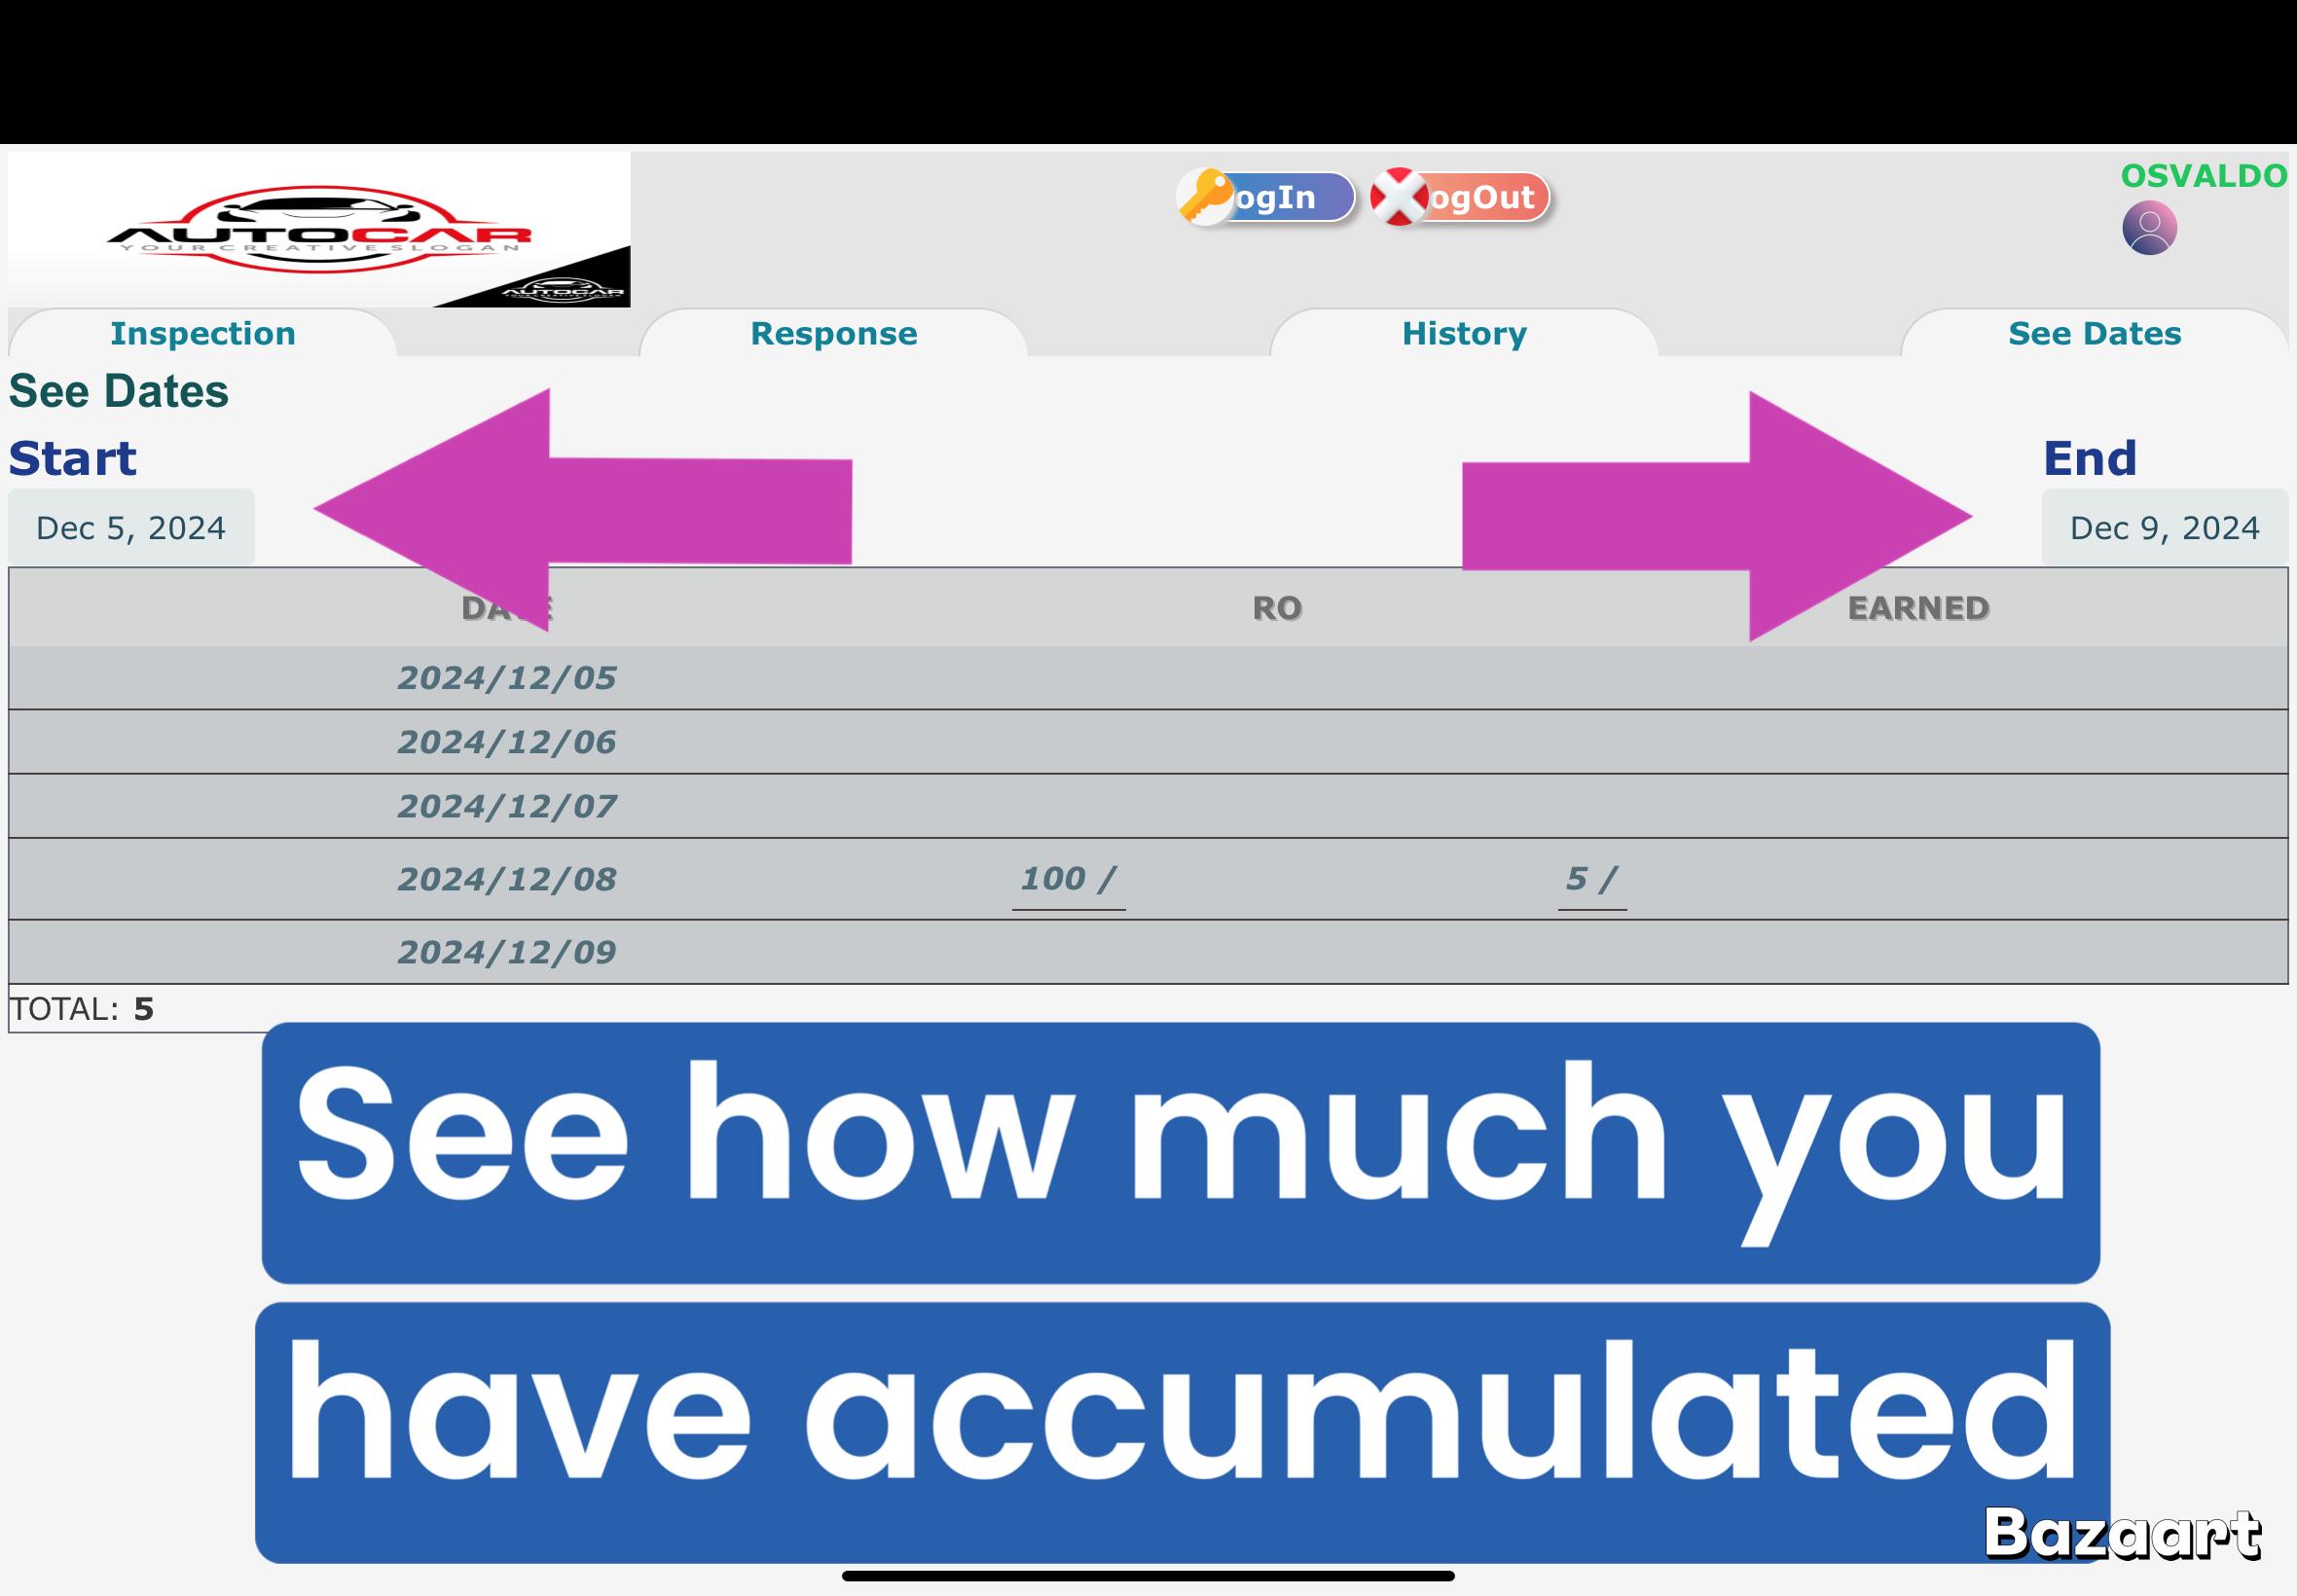 AUTOCAR
YOUR CREATIVE SLOGAN
AUTOCAR
ogIn
ogOut
OSVALDO
Inspection
Response
History
See Dates
See Dates
Start
End
Dec 5, 2024
Dec 9, 2024
RO
EARNED
2024/12/05
2024/12/06
2024/12/07
2024/12/08 100 / 5 /
2024/12/09
TOTAL: 5
See how much you
have accumulated
Bazaart